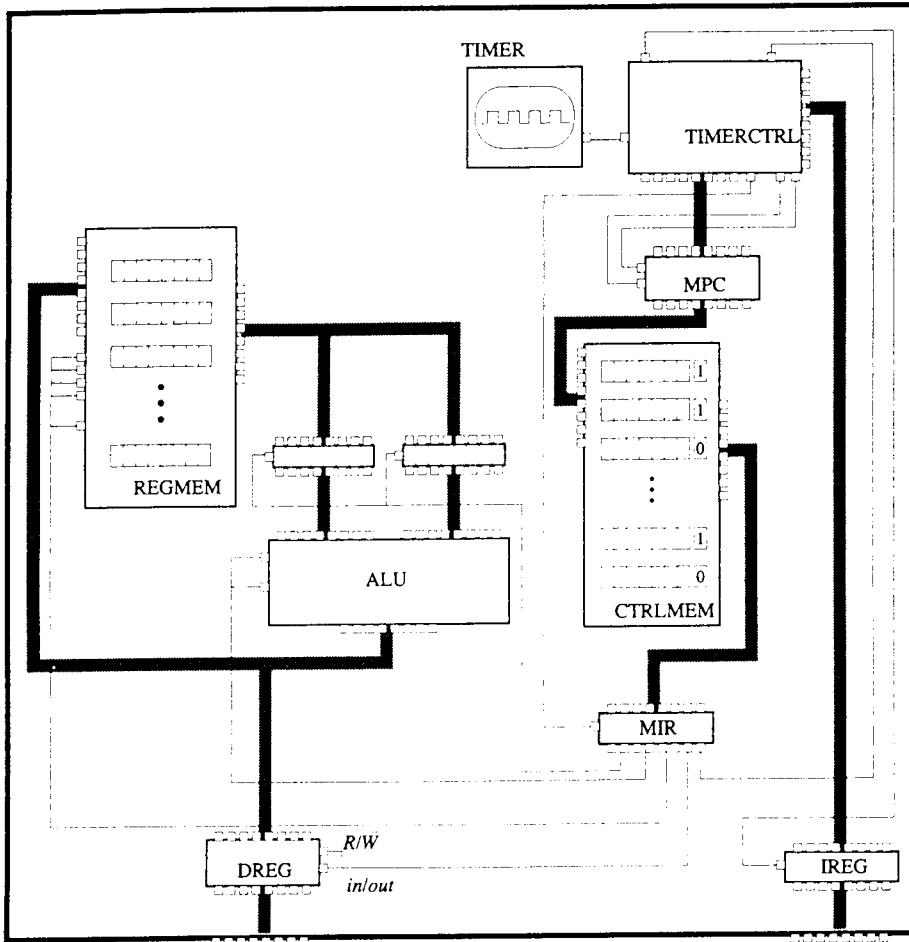 TIMER
TIMERCTRL
MPC
1
1
0
REGMEM
ALU
1
0
CTRLMEM
MIR
R/W
DREG
in/out
IREG